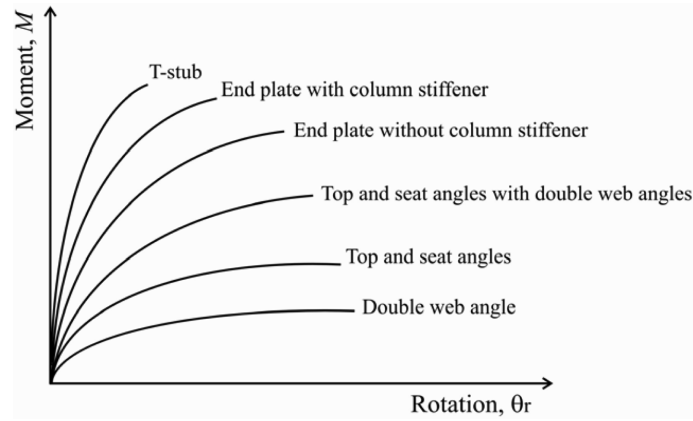 Moment, M
T-stub
End plate with column stiffener
End plate without column stiffener
Top and seat angles with double web angles
Top and seat angles
Double web angle
Rotation, θr